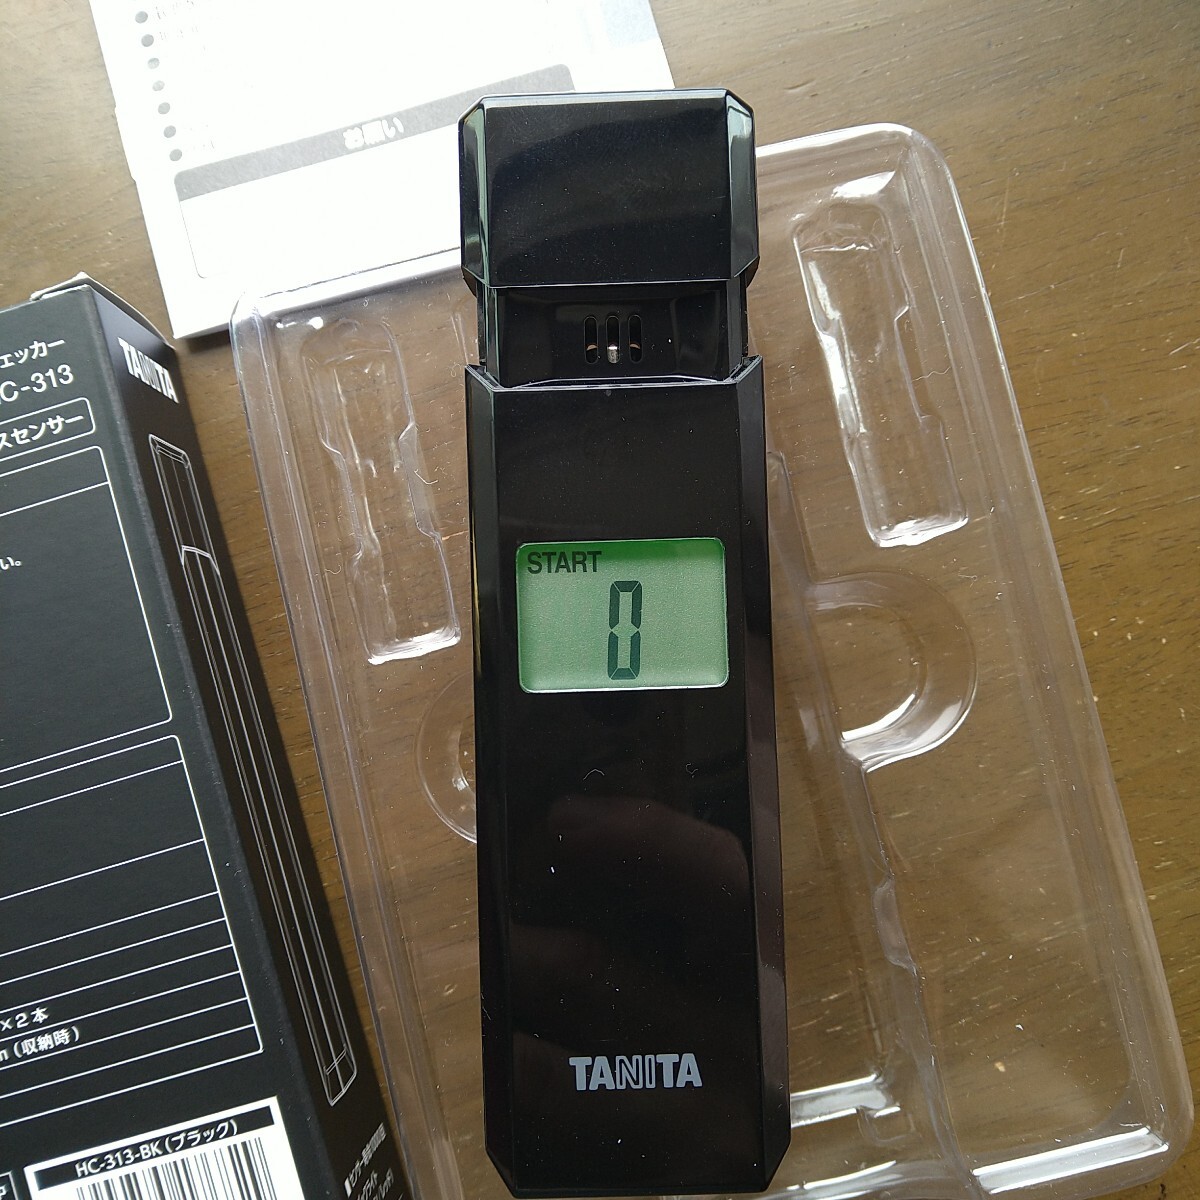 お願い
ェッカー
C-313
スセンサー
TANITA
い。
START
0
TANITA
×２本
（収納時）
HC-313-BK（ブラック）